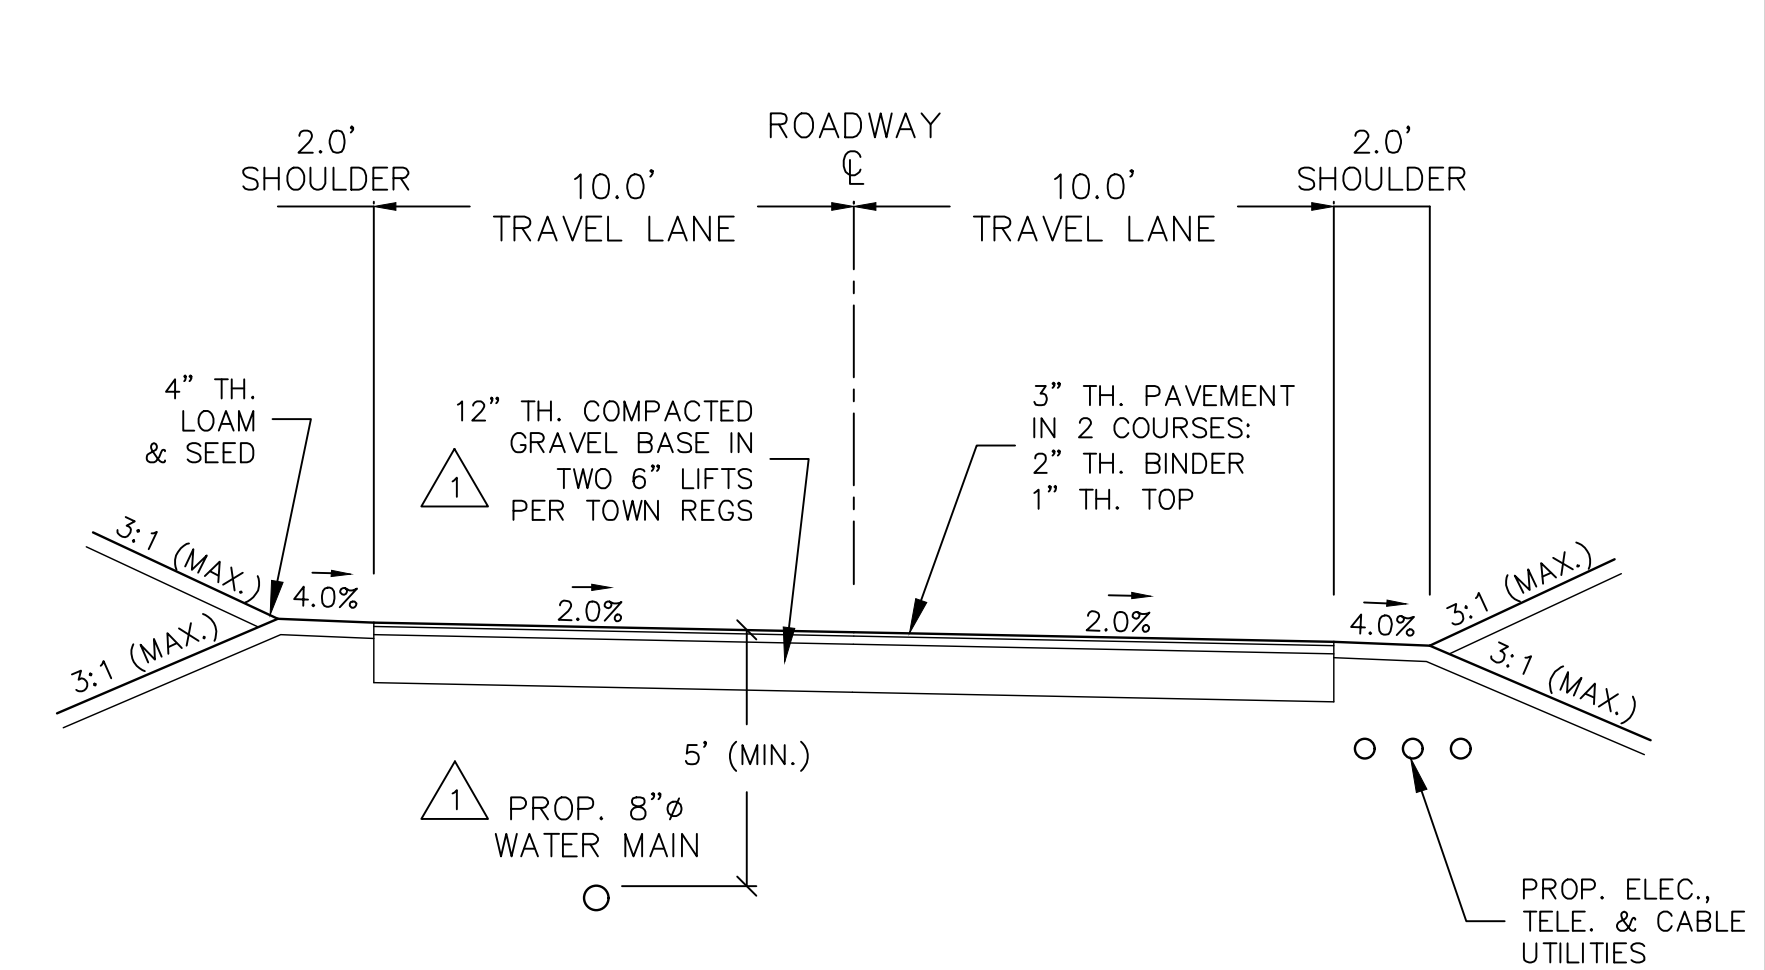 ROADWAY
℄
2.0'
SHOULDER
10.0'
TRAVEL LANE
10.0'
TRAVEL LANE
2.0'
SHOULDER
4" TH.
LOAM
& SEED
12" TH. COMPACTED
GRAVEL BASE IN
TWO 6" LIFTS
PER TOWN REGS
1
3" TH. PAVEMENT
IN 2 COURSES:
2" TH. BINDER
1" TH. TOP
3:1 (MAX.)
3:1 (MAX.)
4.0%
2.0%
2.0%
4.0%
3:1 (MAX.)
3:1 (MAX.)
5' (MIN.)
1
PROP. 8"ø
WATER MAIN
PROP. ELEC.,
TELE. & CABLE
UTILITIES